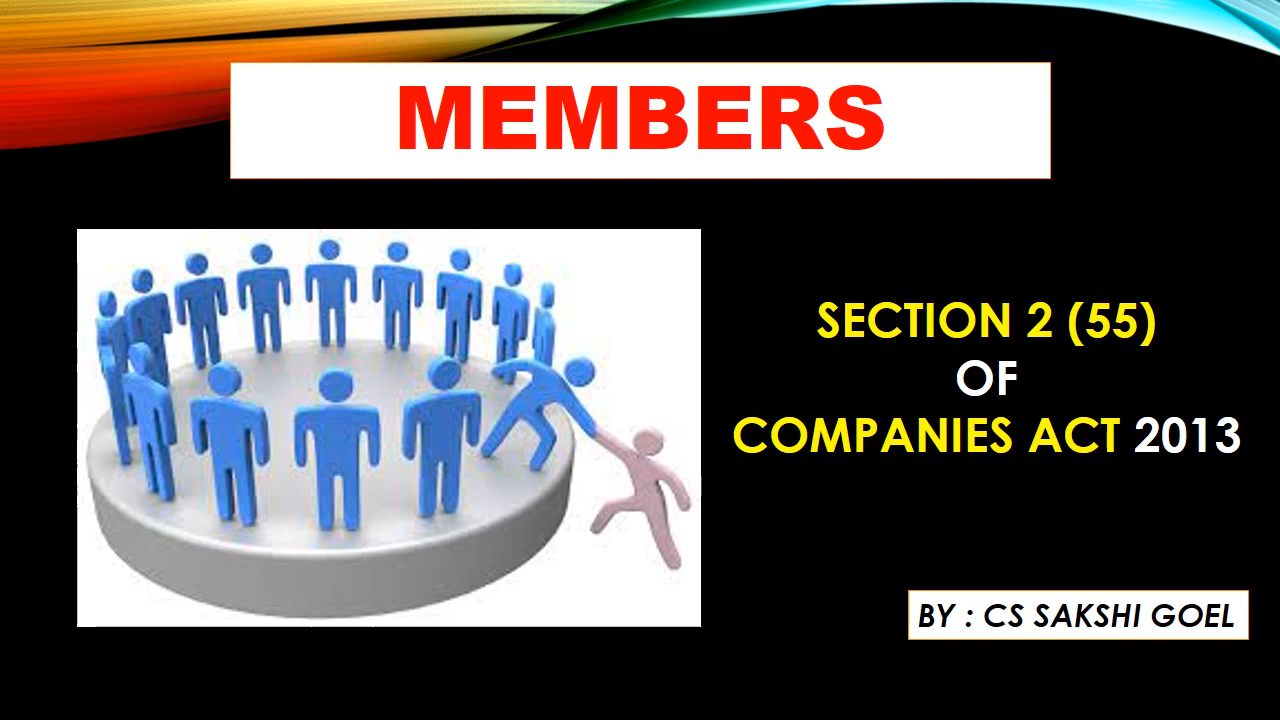 MEMBERS
SECTION 2 (55)
OF
COMPANIES ACT 2013
BY : CS SAKSHI GOEL